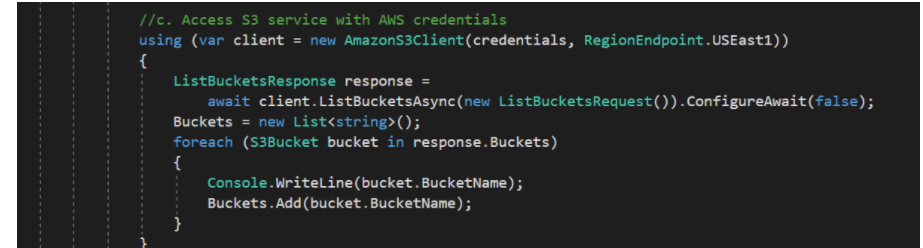 //c. Access S3 service with AWS credentials
using (var client = new AmazonS3Client(credentials, RegionEndpoint.USEast1))
{
ListBucketsResponse response =
await client.ListBucketsAsync(new ListBucketsRequest()).ConfigureAwait(false);
Buckets = new List<string>();
foreach (S3Bucket bucket in response.Buckets)
{
Console.WriteLine(bucket.BucketName);
Buckets.Add(bucket.BucketName);
}
}